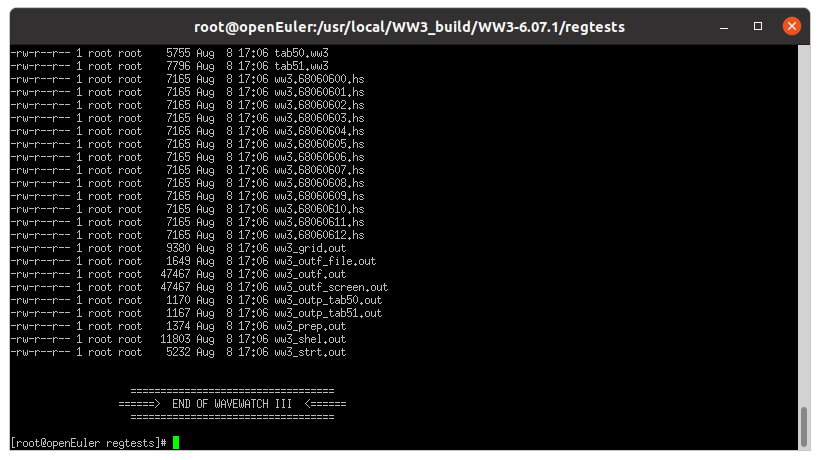 root@openEuler:/usr/local/WW3_build/WW3-6.07.1/regtests
-rw-r--r-- 1 root root 5755 Aug 8 17:06 tab50.ww3
-rw-r--r-- 1 root root 7796 Aug 8 17:06 tab51.ww3
-rw-r--r-- 1 root root 7165 Aug 8 17:06 ww3.68060600.hs
-rw-r--r-- 1 root root 7165 Aug 8 17:06 ww3.68060601.hs
-rw-r--r-- 1 root root 7165 Aug 8 17:06 ww3.68060602.hs
-rw-r--r-- 1 root root 7165 Aug 8 17:06 ww3.68060603.hs
-rw-r--r-- 1 root root 7165 Aug 8 17:06 ww3.68060604.hs
-rw-r--r-- 1 root root 7165 Aug 8 17:06 ww3.68060605.hs
-rw-r--r-- 1 root root 7165 Aug 8 17:06 ww3.68060606.hs
-rw-r--r-- 1 root root 7165 Aug 8 17:06 ww3.68060607.hs
-rw-r--r-- 1 root root 7165 Aug 8 17:06 ww3.68060608.hs
-rw-r--r-- 1 root root 7165 Aug 8 17:06 ww3.68060609.hs
-rw-r--r-- 1 root root 7165 Aug 8 17:06 ww3.68060610.hs
-rw-r--r-- 1 root root 7165 Aug 8 17:06 ww3.68060611.hs
-rw-r--r-- 1 root root 7165 Aug 8 17:06 ww3.68060612.hs
-rw-r--r-- 1 root root 9380 Aug 8 17:06 ww3_grid.out
-rw-r--r-- 1 root root 1649 Aug 8 17:06 ww3_outf_file.out
-rw-r--r-- 1 root root 47467 Aug 8 17:06 ww3_outf.out
-rw-r--r-- 1 root root 47467 Aug 8 17:06 ww3_outf_screen.out
-rw-r--r-- 1 root root 1170 Aug 8 17:06 ww3_outp_tab50.out
-rw-r--r-- 1 root root 1167 Aug 8 17:06 ww3_outp_tab51.out
-rw-r--r-- 1 root root 1374 Aug 8 17:06 ww3_prep.out
-rw-r--r-- 1 root root 11803 Aug 8 17:06 ww3_shel.out
-rw-r--r-- 1 root root 5232 Aug 8 17:06 ww3_strt.out
==================================
======> END OF WAVEWATCH III <======
==================================
[root@openEuler regtests]#